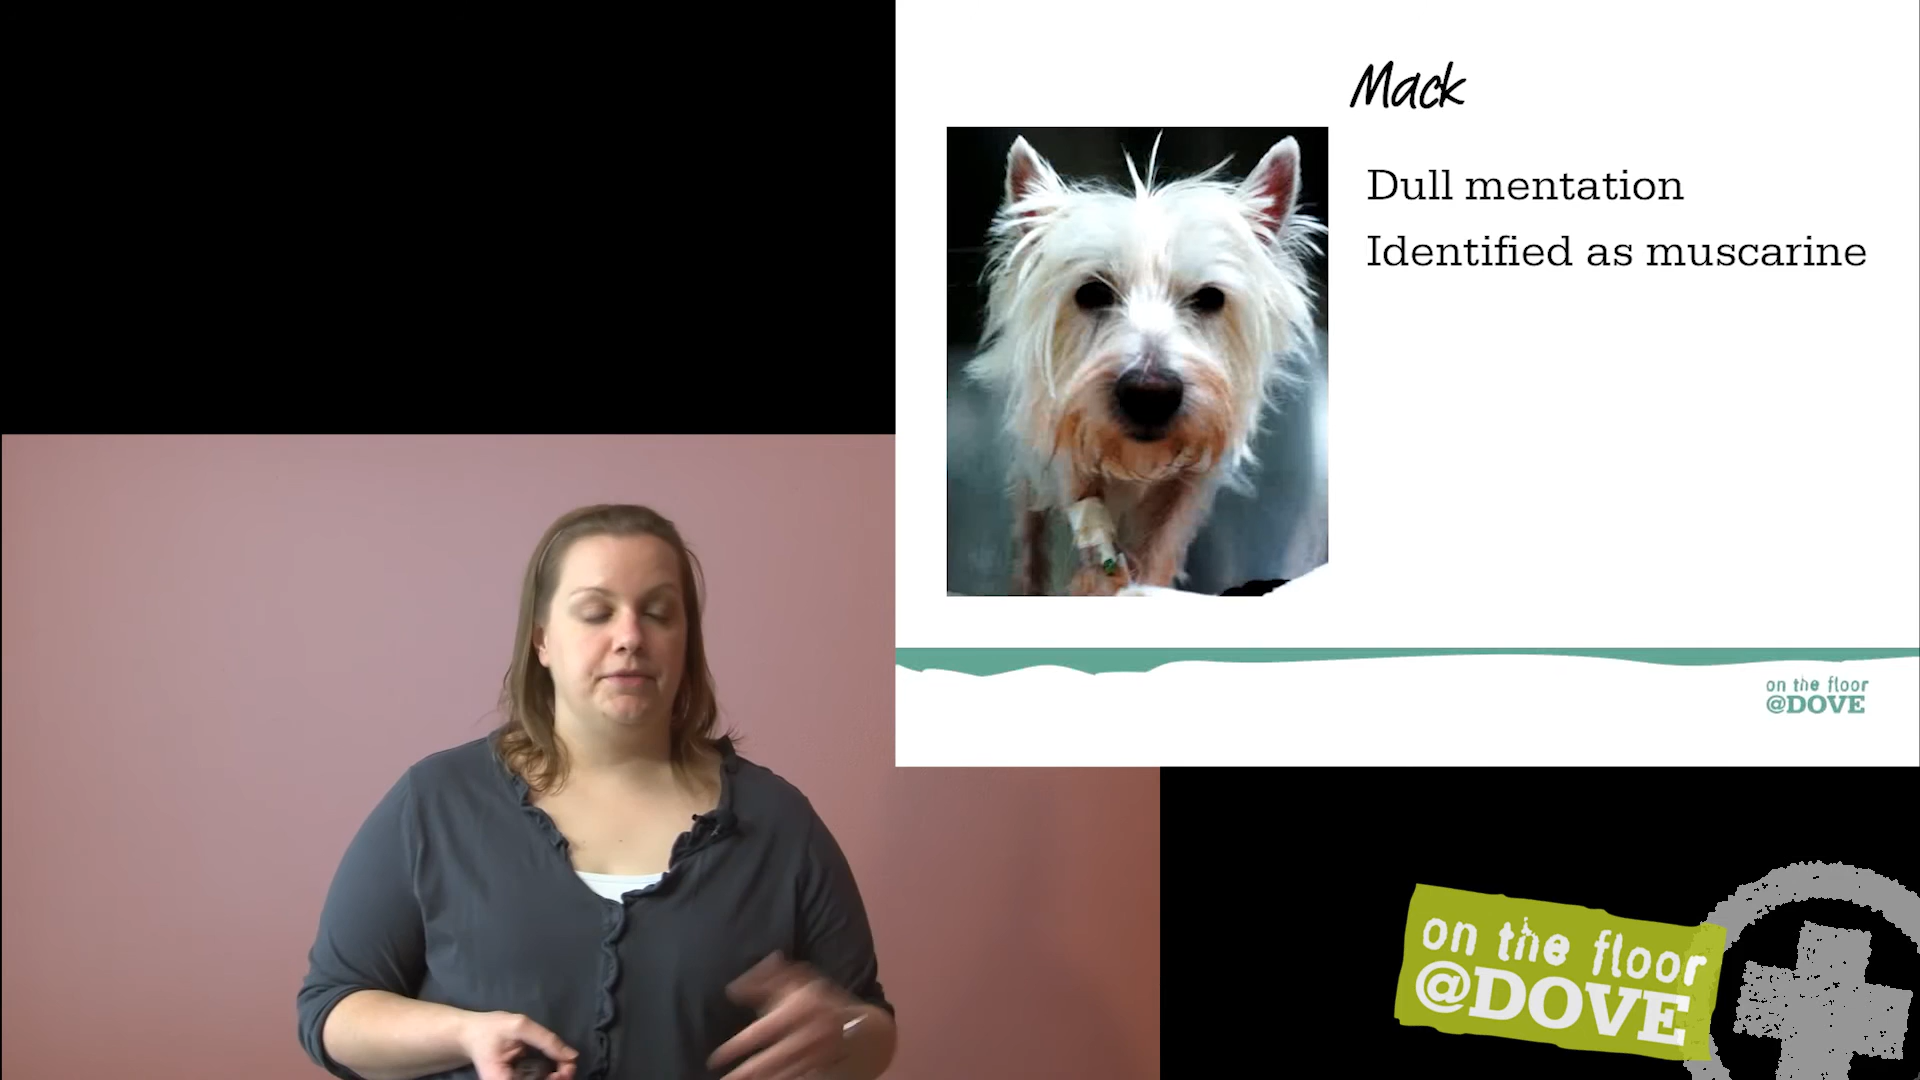 Mack
Dull mentation
Identified as muscarine
on the floor
@DOVE
on the floor
@DOVE